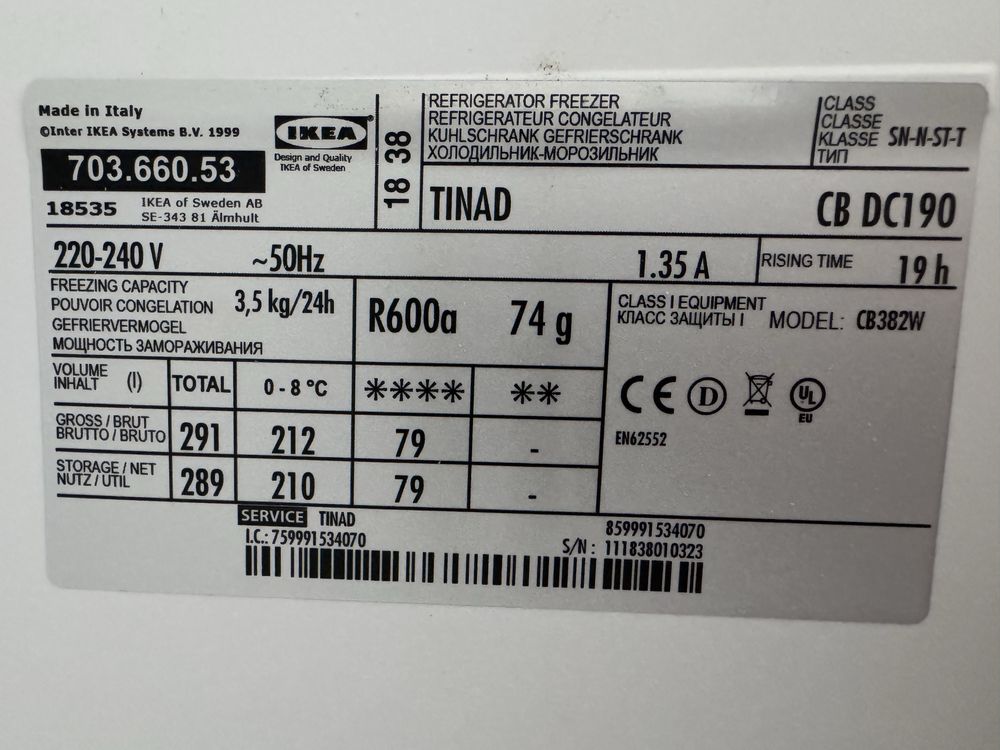 Made in Italy
©Inter IKEA Systems B.V. 1999
703.660.53
18535
IKEA of Sweden AB
SE-343 81 Älmhult
IKEA®
Design and Quality
IKEA of Sweden
18 38
REFRIGERATOR FREEZER
REFRIGERATEUR CONGELATEUR
KUHLSCHRANK GEFRIERSCHRANK
ХОЛОДИЛЬНИК-МОРОЗИЛЬНИК
CLASS
CLASSE
KLASSE SN-N-ST-T
ТИП
TINAD CB DC190
220-240 V ~50Hz 1.35 A RISING TIME 19 h
FREEZING CAPACITY
POUVOIR CONGELATION 3,5 kg/24h
GEFRIERVERMOGEL
МОЩНОСТЬ ЗАМОРАЖИВАНИЯ
R600a 74 g
CLASS I EQUIPMENT
КЛАСС ЗАЩИТЫ I MODEL: CB382W
VOLUME
INHALT (l) TOTAL 0 - 8 °C **** **
GROSS / BRUT
BRUTTO / BRUTO 291 212 79 -
STORAGE / NET
NUTZ / UTIL 289 210 79 -
CE D UL
EU
EN62552
SERVICE TINAD
I.C.: 759991534070
859991534070
S/N : 111838010323